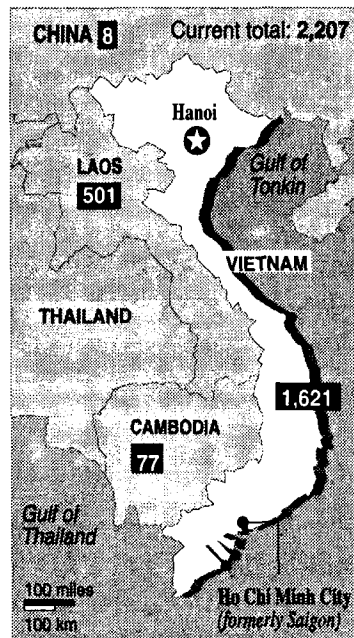 CHINA 8
Current total: 2,207
Hanoi
LAOS
501
Gulf of
Tonkin
VIETNAM
THAILAND
1,621
CAMBODIA
77
Gulf of
Thailand
100 miles
100 km
Ho Chi Minh City
(formerly Saigon)